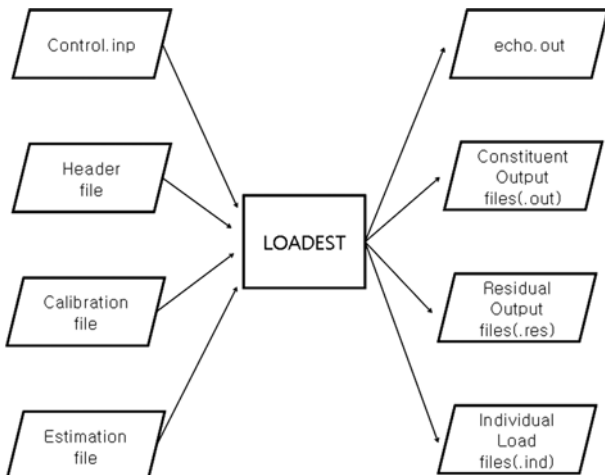 Control.inp
Header
file
Calibration
file
Estimation
file
LOADEST
echo.out
Constituent
Output
files(.out)
Residual
Output
files(.res)
Individual
Load
files(.ind)